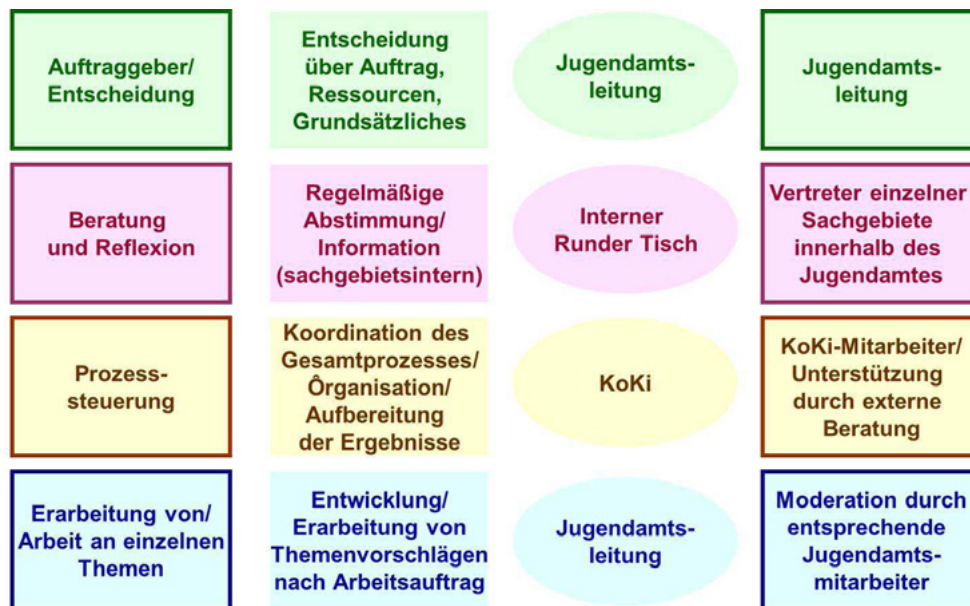 Auftraggeber/
Entscheidung
Entscheidung
über Auftrag,
Ressourcen,
Grundsätzliches
Jugendamts-
leitung
Jugendamts-
leitung
Beratung
und Reflexion
Regelmäßige
Abstimmung/
Information
(sachgebietsintern)
Interner
Runder Tisch
Vertreter einzelner
Sachgebiete
innerhalb des
Jugendamtes
Prozess-
steuerung
Koordination des
Gesamtprozesses/
Ôrganisation/
Aufbereitung
der Ergebnisse
KoKi
KoKi-Mitarbeiter/
Unterstützung
durch externe
Beratung
Erarbeitung von/
Arbeit an einzelnen
Themen
Entwicklung/
Erarbeitung von
Themenvorschlägen
nach Arbeitsauftrag
Jugendamts-
leitung
Moderation durch
entsprechende
Jugendamts-
mitarbeiter